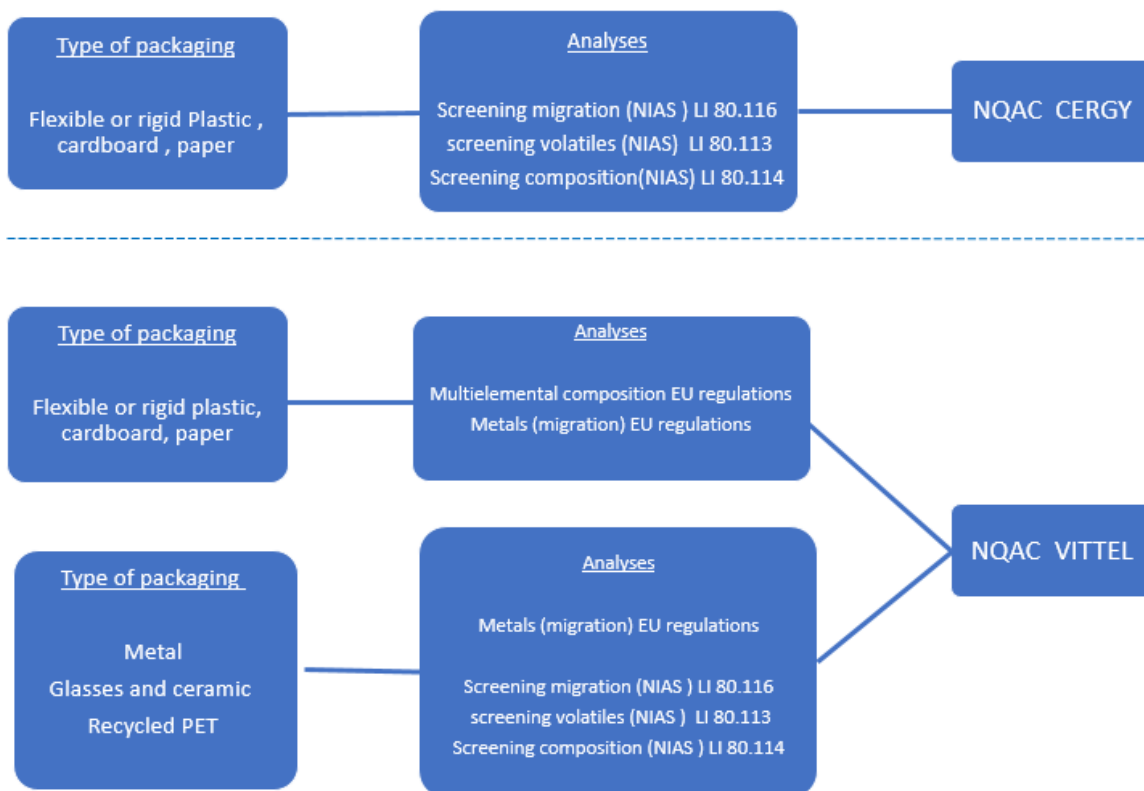 Type of packaging
Flexible or rigid Plastic ,
cardboard , paper
Analyses
Screening migration (NIAS ) LI 80.116
screening volatiles (NIAS) LI 80.113
Screening composition(NIAS) LI 80.114
NQAC CERGY
Type of packaging
Flexible or rigid plastic,
cardboard, paper
Analyses
Multielemental composition EU regulations
Metals (migration) EU regulations
Type of packaging
Metal
Glasses and ceramic
Recycled PET
Analyses
Metals (migration) EU regulations
Screening migration (NIAS ) LI 80.116
screening volatiles (NIAS ) LI 80.113
Screening composition (NIAS ) LI 80.114
NQAC VITTEL